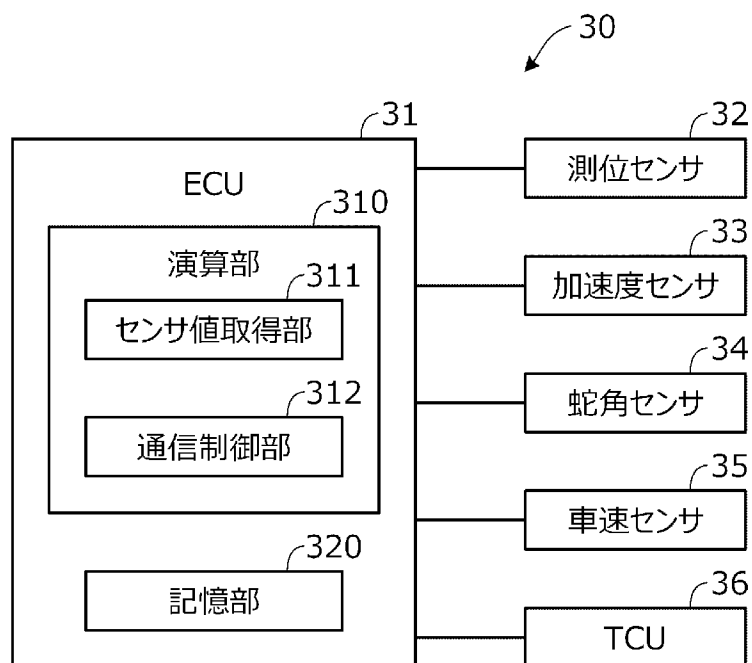 30
31
ECU
310
演算部
311
センサ値取得部
312
通信制御部
320
記憶部
32
測位センサ
33
加速度センサ
34
蛇角センサ
35
車速センサ
36
TCU